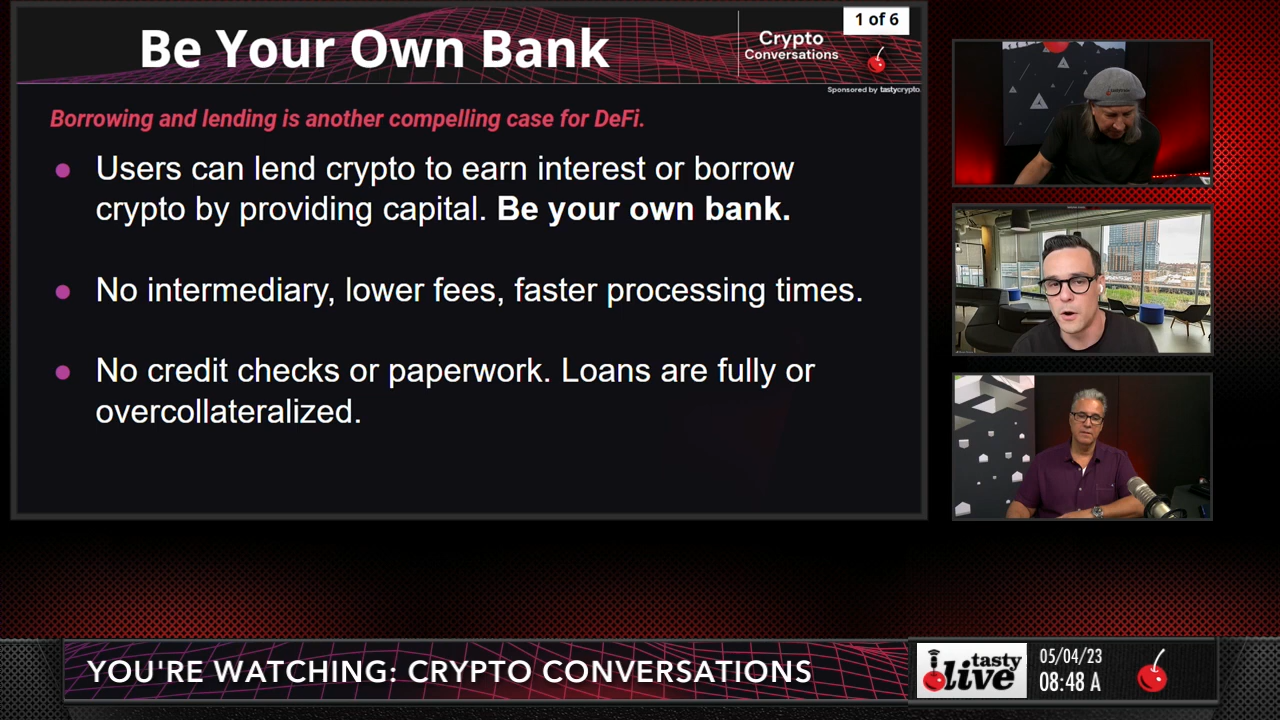 Be Your Own Bank
Crypto
Conversations
1 of 6
Sponsored by tastycrypto
Borrowing and lending is another compelling case for DeFi.
Users can lend crypto to earn interest or borrow
crypto by providing capital. Be your own bank.
No intermediary, lower fees, faster processing times.
No credit checks or paperwork. Loans are fully or
overcollateralized.
YOU'RE WATCHING: CRYPTO CONVERSATIONS
tasty
live
05/04/23
08:48 A